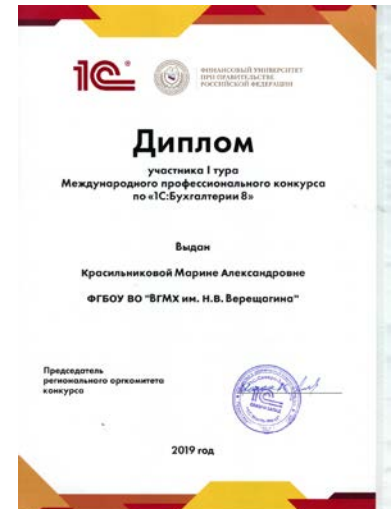 1С
ФИНАНСОВЫЙ УНИВЕРСИТЕТ
ПРИ ПРАВИТЕЛЬСТВЕ
РОССИЙСКОЙ ФЕДЕРАЦИИ
Диплом
участника I тура
Международного профессионального конкурса
по «1С:Бухгалтерии 8»
Выдан
Красильниковой Марине Александровне
ФГБОУ ВО "ВГМХ им. Н.В. Верещагина"
Председатель
регионального оргкомитета
конкурса
1С
2019 год